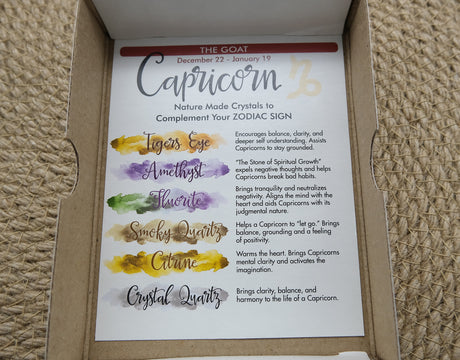 THE GOAT
December 22 - January 19
Capricorn
Nature Made Crystals to
Complement Your ZODIAC SIGN
Tigers Eye
Encourages balance, clarity, and
deeper self understanding. Assists
Capricorns to stay grounded.
Amethyst
"The Stone of Spiritual Growth"
expels negative thoughts and helps
Capricorns break bad habits.
Fluorite
Brings tranquility and neutralizes
negativity. Aligns the mind with the
heart and aids Capricorns with its
judgmental nature.
Smoky Quartz
Helps a Capricorn to "let go." Brings
balance, grounding and a feeling
of positivity.
Citrine
Warms the heart. Brings Capricorns
mental clarity and activates the
imagination.
Crystal Quartz
Brings clarity, balance, and
harmony to the life of a Capricorn.